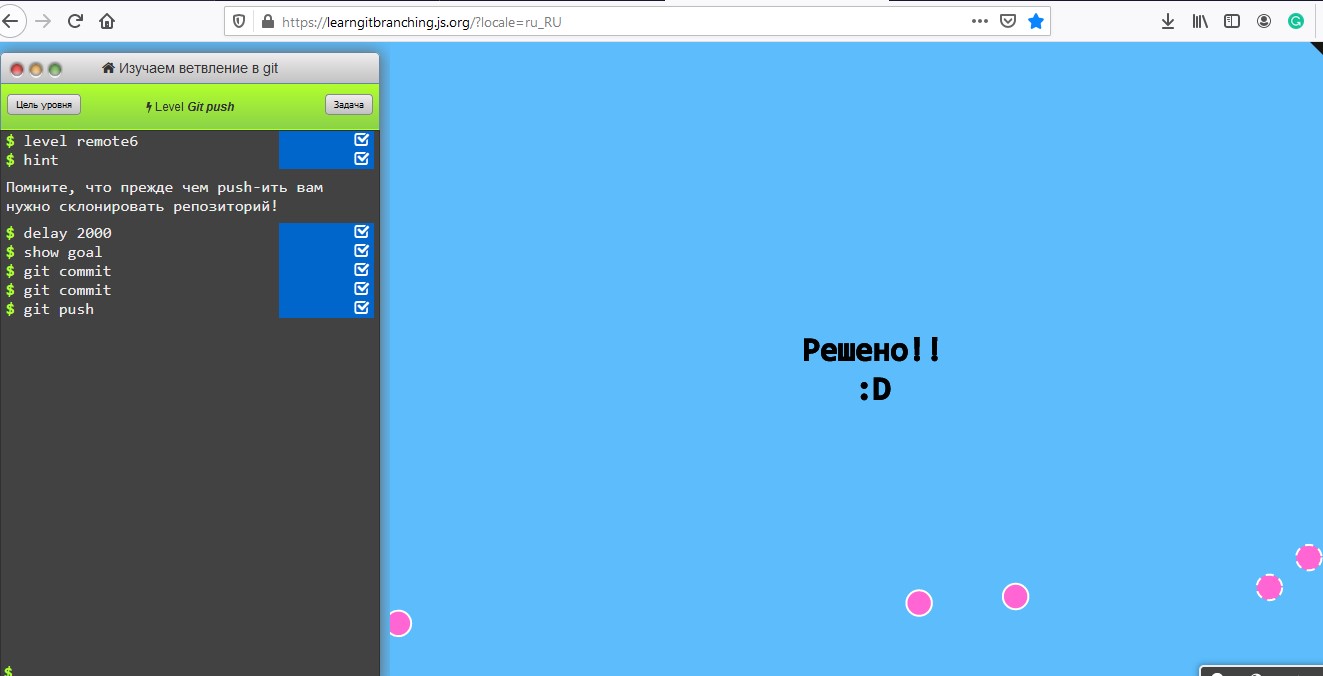 https://learngitbranching.js.org/?locale=ru_RU
Изучаем ветвление в git
Цель уровня
Level Git push
Задача
$ level remote6
$ hint
Помните, что прежде чем push-ить вам
нужно склонировать репозиторий!
$ delay 2000
$ show goal
$ git commit
$ git commit
$ git push
Решено!!
:D
$